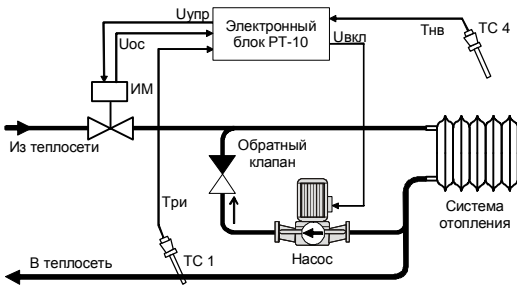 Uупр
Электронный
блок РТ-10
Uос
Uвкл
Тнв
ТС 4
ИМ
Из теплосети
Обратный
клапан
Три
Система
отопления
В теплосеть
ТС 1
Насос